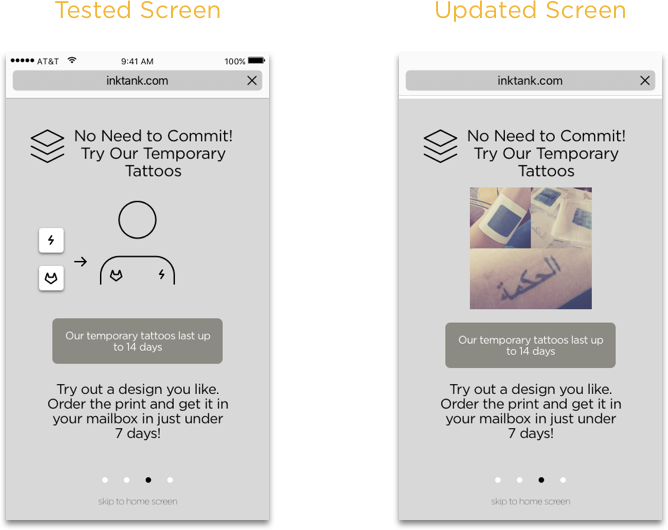 Tested Screen
Updated Screen
AT&T
9:41 AM
100%
inktank.com
No Need to Commit!
Try Our Temporary
Tattoos
Our temporary tattoos last up
to 14 days
Try out a design you like.
Order the print and get it in
your mailbox in just under
7 days!
skip to home screen
inktank.com
No Need to Commit!
Try Our Temporary
Tattoos
الحكمة
Our temporary tattoos last up
to 14 days
Try out a design you like.
Order the print and get it in
your mailbox in just under
7 days!
skip to home screen